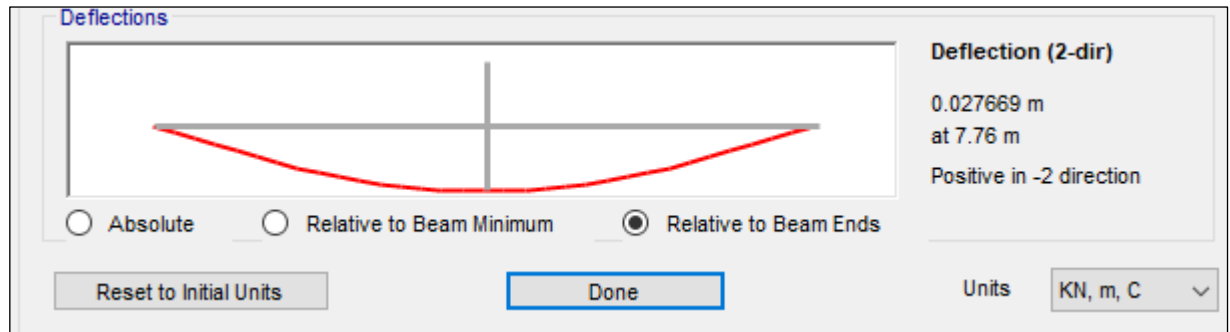 Deflections
Deflection (2-dir)
0.027669 m
at 7.76 m
Positive in -2 direction
Absolute
Relative to Beam Minimum
Relative to Beam Ends
Reset to Initial Units
Done
Units
KN, m, C